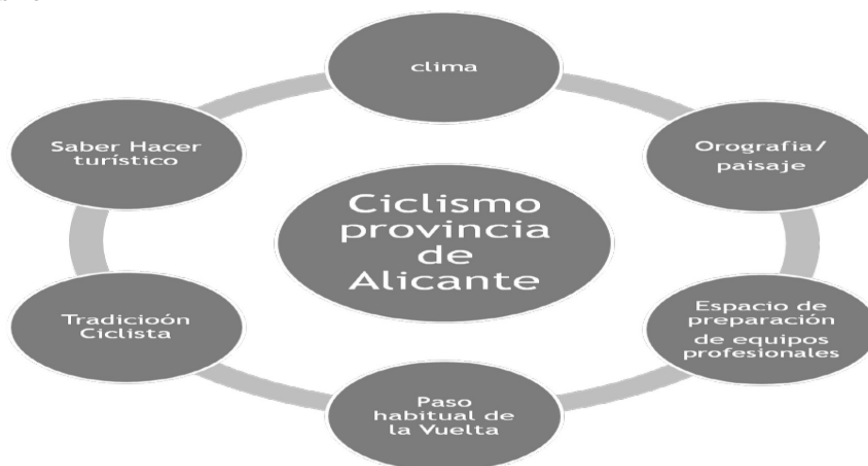 clima
Orografia/
paisaje
Espacio de
preparación
de equipos
profesionales
Paso
habitual de
la Vuelta
Tradicioón
Ciclista
Saber Hacer
turístico
Ciclismo
provincia
de
Alicante